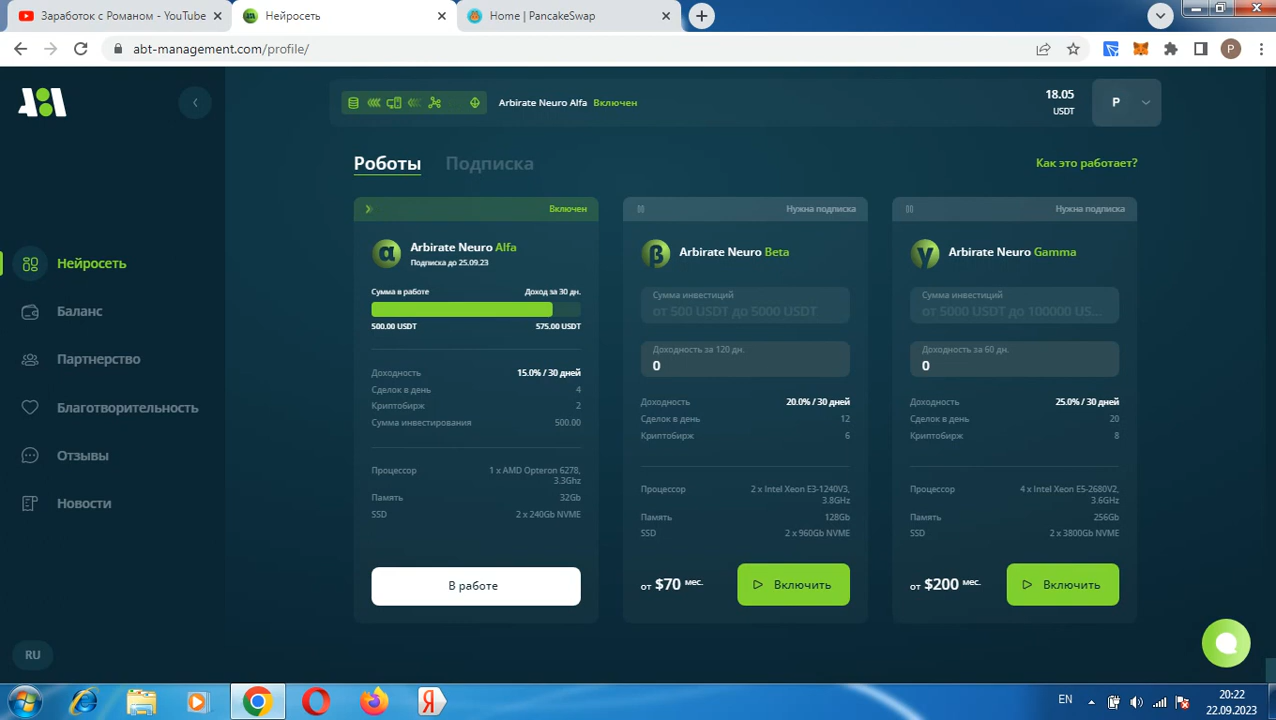 Заработок с Романом - YouTube
Нейросеть
Home | PancakeSwap
abt-management.com/profile/
P
Arbirate Neuro Alfa Включен
18.05
USDT
P
Роботы
Подписка
Как это работает?
Нейросеть
Баланс
Партнерство
Благотворительность
Отзывы
Новости
RU
Включен
Arbirate Neuro Alfa
Подписка до 25.09.23
Сумма в работе Доход за 30 дн.
500.00 USDT 575.00 USDT
Доходность 15.0% / 30 дней
Сделок в день 4
Криптобирж 2
Сумма инвестирования 500.00
Процессор 1 x AMD Opteron 6278,
3.3Ghz
Память 32Gb
SSD 2 x 240Gb NVME
В работе
Нужна подписка
Arbirate Neuro Beta
Сумма инвестиций
от 500 USDT до 5000 USDT
Доходность за 120 дн.
0
Доходность 20.0% / 30 дней
Сделок в день 12
Криптобирж 6
Процессор 2 x Intel Xeon E3-1240V3,
3.8GHz
Память 128Gb
SSD 2 x 960Gb NVME
от $70 мес.
Включить
Нужна подписка
Arbirate Neuro Gamma
Сумма инвестиций
от 5000 USDT до 100000 US...
Доходность за 60 дн.
0
Доходность 25.0% / 30 дней
Сделок в день 20
Криптобирж 8
Процессор 4 x Intel Xeon E5-2680V2,
3.6GHz
Память 256Gb
SSD 2 x 3800Gb NVME
от $200 мес.
Включить
EN
20:22
22.09.2023